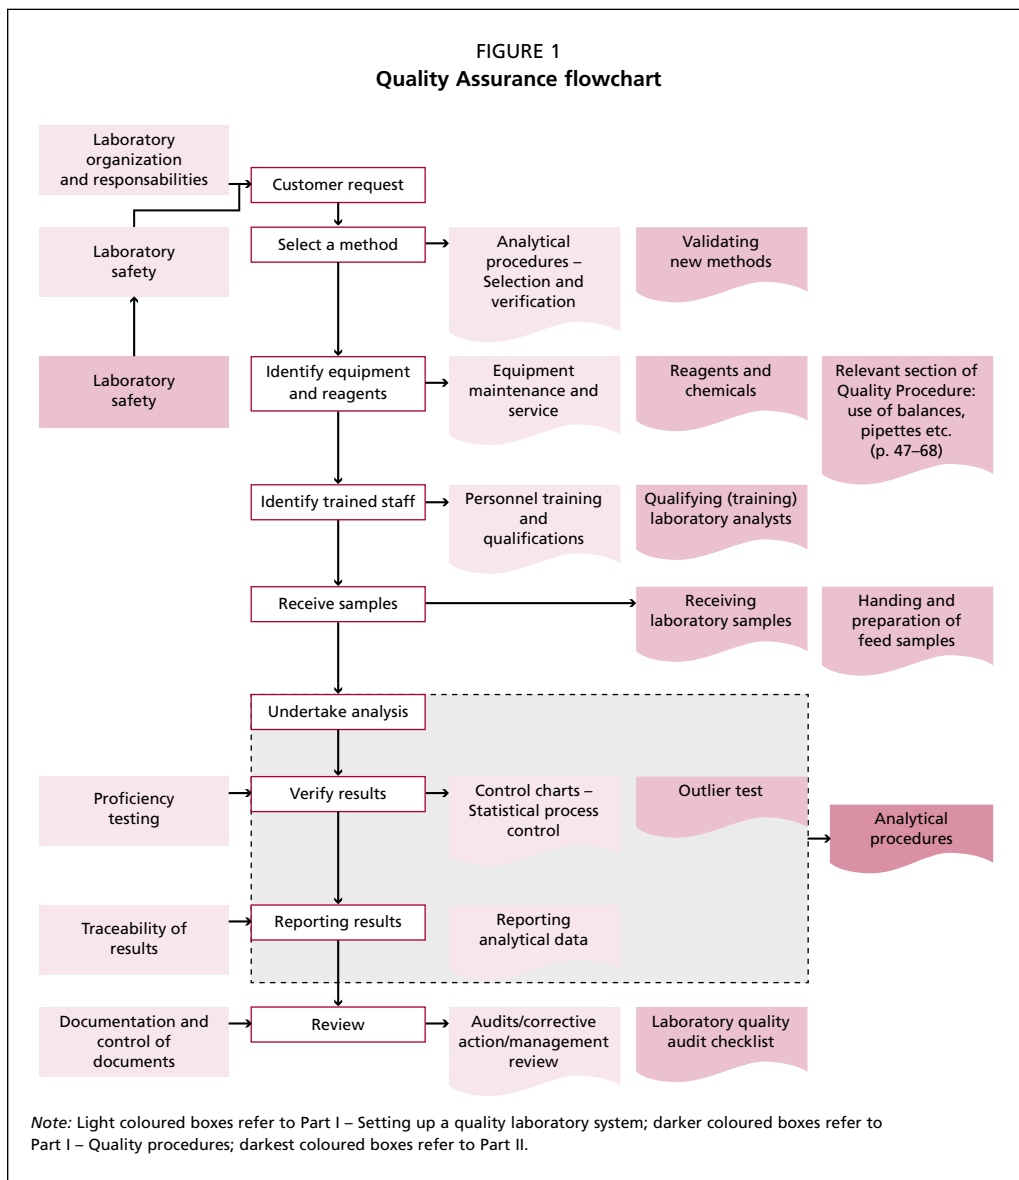 FIGURE 1
Quality Assurance flowchart
Laboratory
organization
and responsabilities
Customer request
Laboratory
safety
Select a method
Analytical
procedures –
Selection and
verification
Validating
new methods
Laboratory
safety
Identify equipment
and reagents
Equipment
maintenance and
service
Reagents and
chemicals
Relevant section of
Quality Procedure:
use of balances,
pipettes etc.
(p. 47–68)
Identify trained staff
Personnel training
and
qualifications
Qualifying (training)
laboratory analysts
Receive samples
Receiving
laboratory samples
Handing and
preparation of
feed samples
Undertake analysis
Proficiency
testing
Verify results
Control charts –
Statistical process
control
Outlier test
Analytical
procedures
Traceability of
results
Reporting results
Reporting
analytical data
Documentation and
control of
documents
Review
Audits/corrective
action/management
review
Laboratory quality
audit checklist
Note: Light coloured boxes refer to Part I – Setting up a quality laboratory system; darker coloured boxes refer to
Part I – Quality procedures; darkest coloured boxes refer to Part II.